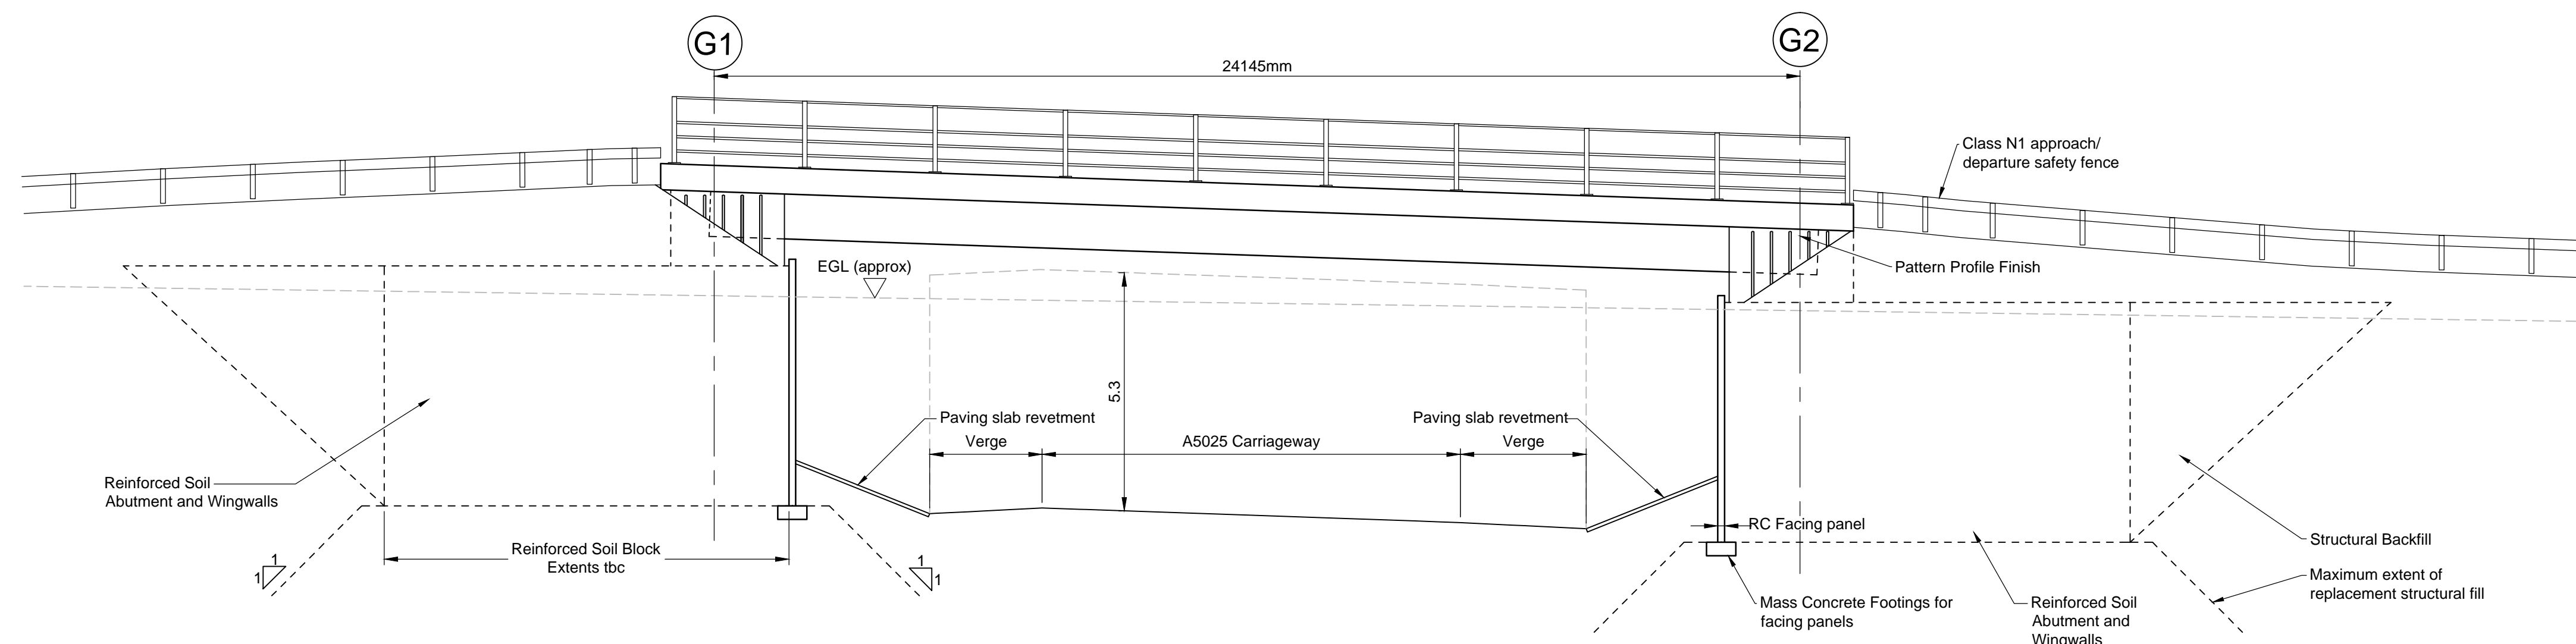 G1
G2
24145mm
Class N1 approach/
departure safety fence
EGL (approx)
Pattern Profile Finish
5.3
Paving slab revetment
Paving slab revetment
Verge
A5025 Carriageway
Verge
Reinforced Soil
Abutment and Wingwalls
RC Facing panel
Structural Backfill
Reinforced Soil Block
Extents tbc
1
1
1
1
Maximum extent of
replacement structural fill
Mass Concrete Footings for
facing panels
Reinforced Soil
Abutment and
Wingwalls